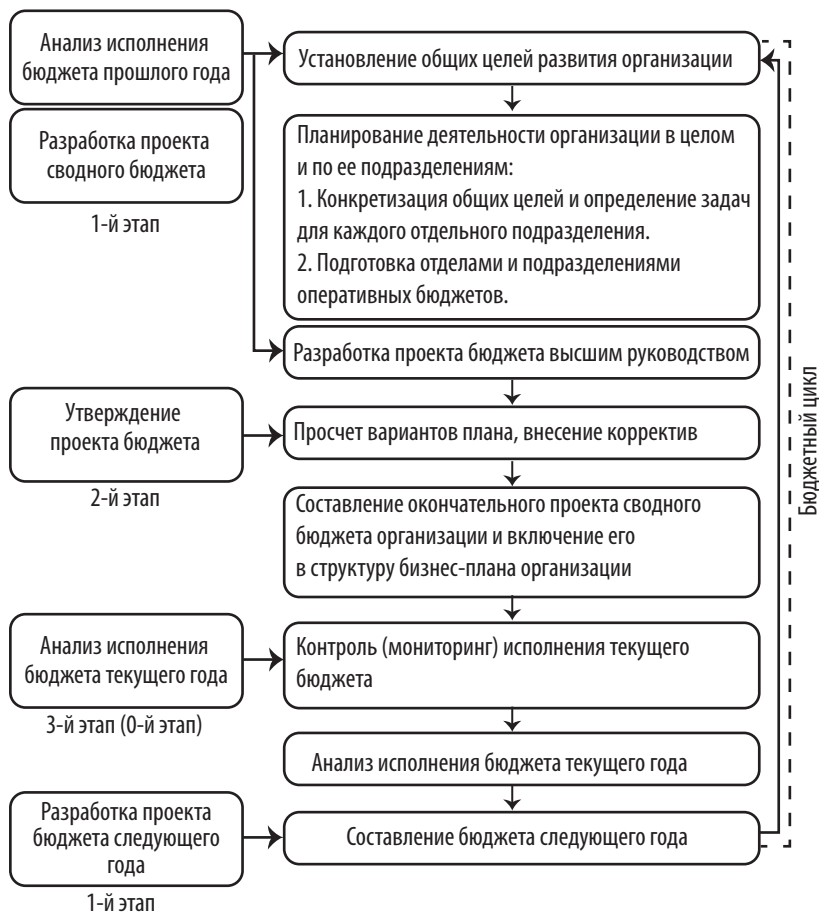 Анализ исполнения
бюджета прошлого года
Установление общих целей развития организации
Разработка проекта
сводного бюджета
1-й этап
Планирование деятельности организации в целом
и по ее подразделениям:
1. Конкретизация общих целей и определение задач
для каждого отдельного подразделения.
2. Подготовка отделами и подразделениями
оперативных бюджетов.
Разработка проекта бюджета высшим руководством
Утверждение
проекта бюджета
2-й этап
Просчет вариантов плана, внесение корректив
Составление окончательного проекта сводного
бюджета организации и включение его
в структуру бизнес-плана организации
Анализ исполнения
бюджета текущего года
3-й этап (0-й этап)
Контроль (мониторинг) исполнения текущего
бюджета
Анализ исполнения бюджета текущего года
Разработка проекта
бюджета следующего
года
1-й этап
Составление бюджета следующего года
Бюджетный цикл